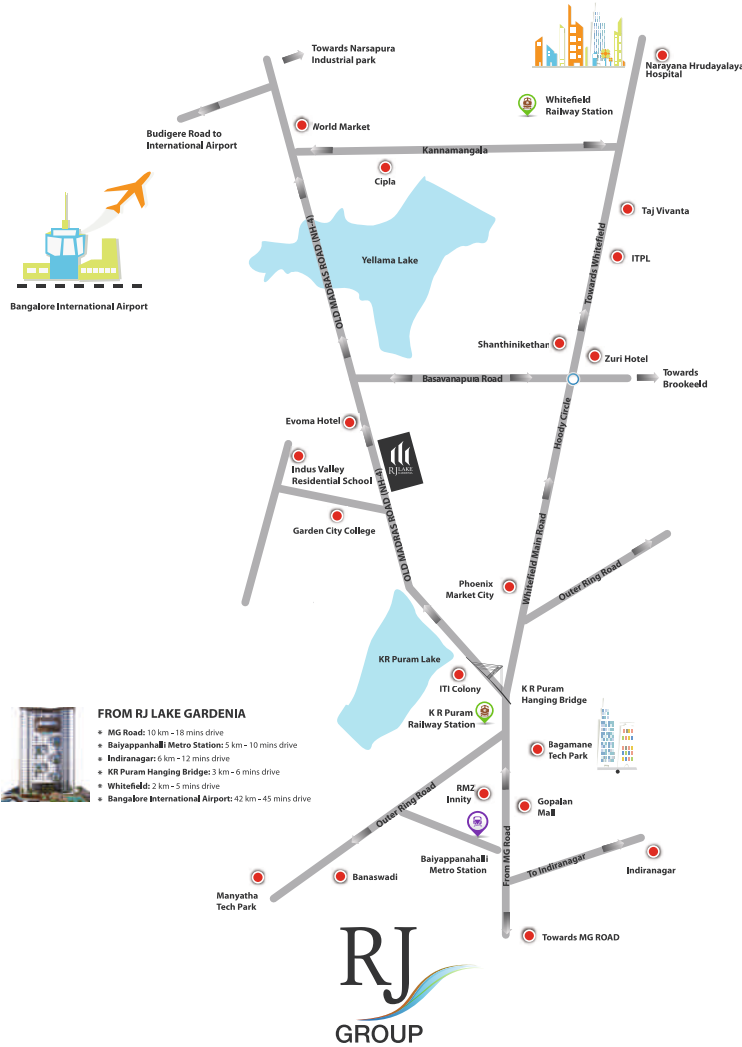 Towards Narsapura
Industrial park
Narayana Hrudayalaya
Hospital
Whitefield
Railway Station
World Market
Budigere Road to
International Airport
Kannamangala
Cipla
Taj Vivanta
OLD MADRAS ROAD (NH-4)
Towards Whitefield
Yellama Lake
ITPL
Bangalore International Airport
Shanthinikethan
Zuri Hotel
Basavanapura Road
Towards
Brookeeld
Hoody Circle
Evoma Hotel
RJ LAKE
Indus Valley
Residential School
OLD MADRAS ROAD (NH-4)
Garden City College
Whitefield Main Road
Phoenix
Market City
Outer Ring Road
KR Puram Lake
ITI Colony
K R Puram
Hanging Bridge
K R Puram
Railway Station
FROM RJ LAKE GARDENIA
MG Road: 10 km - 18 mins drive
Baiyappanhalli Metro Station: 5 km - 10 mins drive
Indiranagar: 6 km - 12 mins drive
KR Puram Hanging Bridge: 3 km - 6 mins drive
Whitefield: 2 km - 5 mins drive
Bangalore International Airport: 42 km - 45 mins drive
Bagamane
Tech Park
RMZ
Innity
Gopalan
Mall
Outer Ring Road
Baiyappanahalli
Metro Station
From MG Road
To Indiranagar
Indiranagar
Banaswadi
Manyatha
Tech Park
Towards MG ROAD
RJ
GROUP